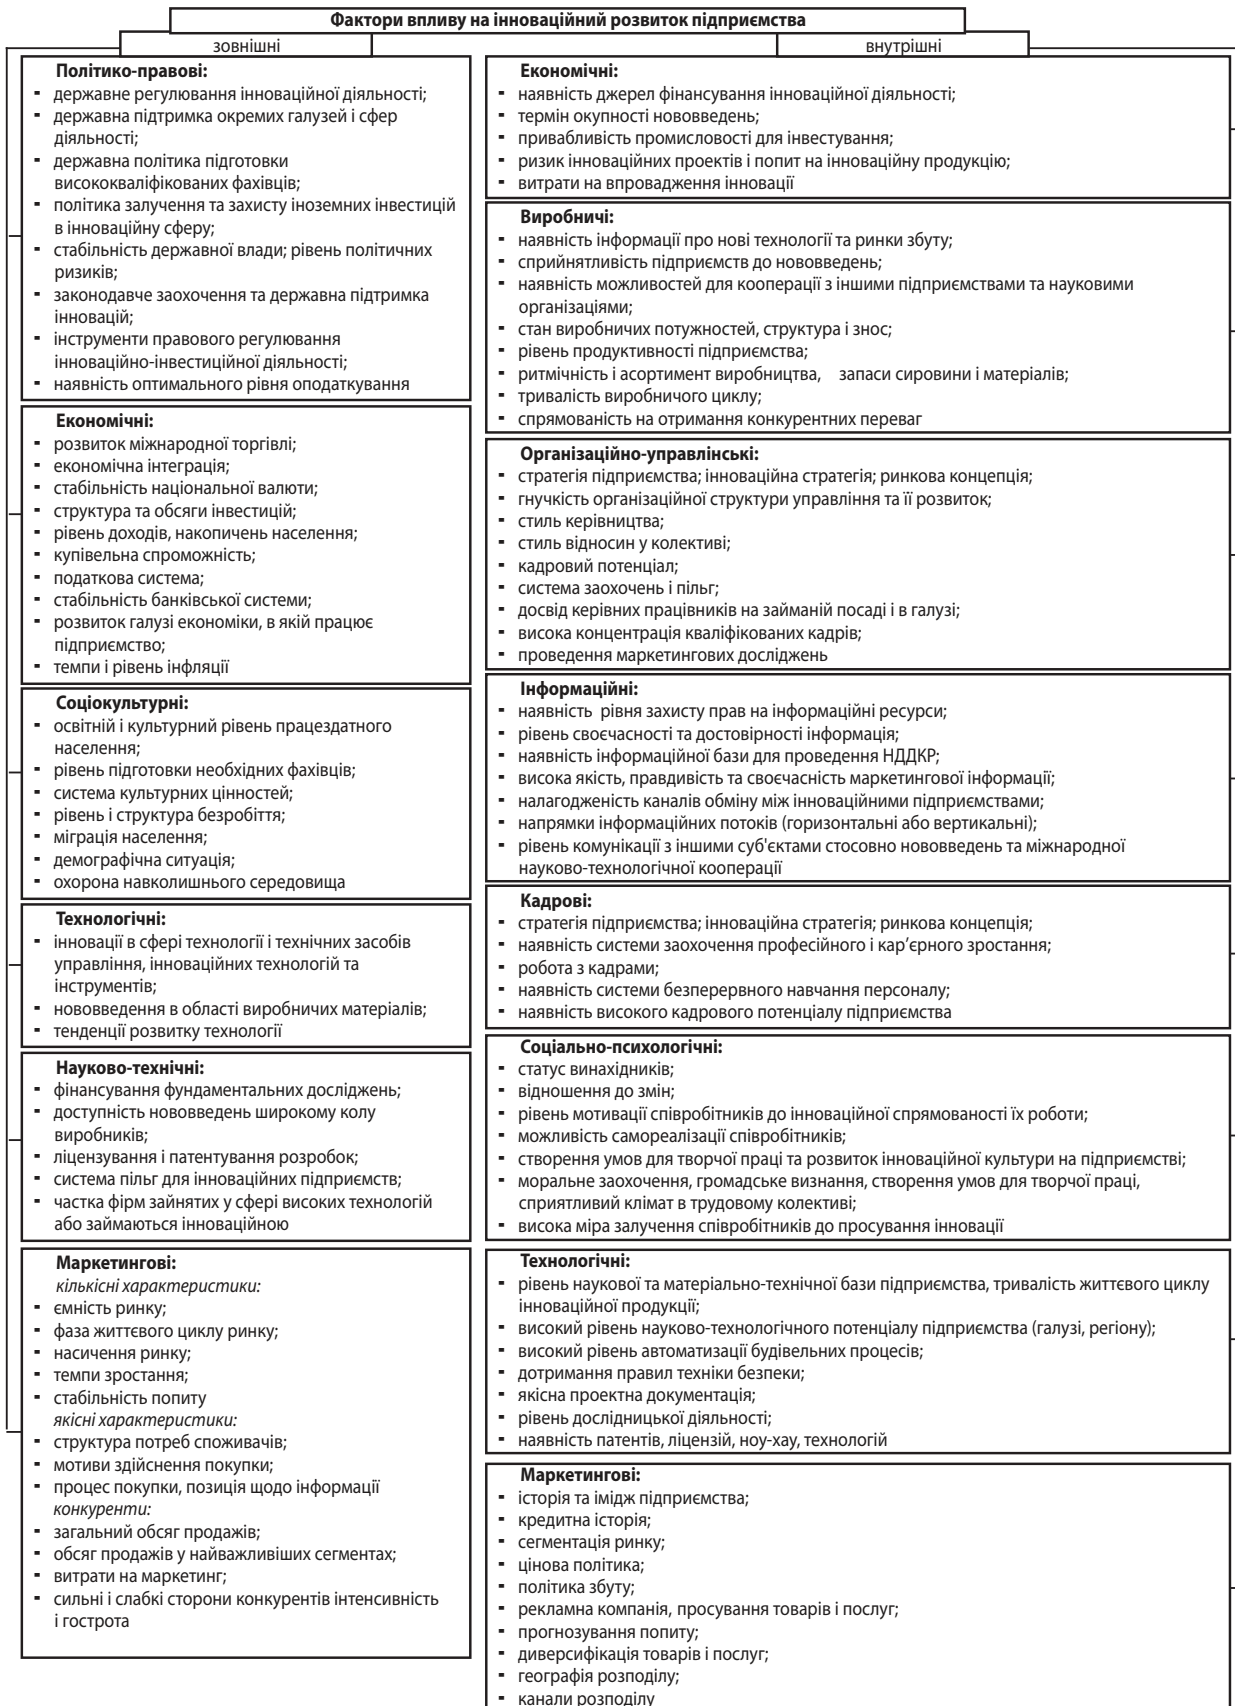 Фактори впливу на інноваційний розвиток підприємства
зовнішні
внутрішні
Політико-правові:
- державне регулювання інноваційної діяльності;
- державна підтримка окремих галузей і сфер
діяльності;
- державна політика підготовки
висококваліфікованих фахівців;
- політика залучення та захисту іноземних інвестицій
в інноваційну сферу;
- стабільність державної влади; рівень політичних
ризиків;
- законодавче заохочення та державна підтримка
інновацій;
- інструменти правового регулювання
інноваційно-інвестиційної діяльності;
- наявність оптимального рівня оподаткування
Економічні:
- розвиток міжнародної торгівлі;
- економічна інтеграція;
- стабільність національної валюти;
- структура та обсяги інвестицій;
- рівень доходів, накопичень населення;
- купівельна спроможність;
- податкова система;
- стабільність банківської системи;
- розвиток галузі економіки, в якій працює
підприємство;
- темпи і рівень інфляції
Соціокультурні:
- освітній і культурний рівень працездатного
населення;
- рівень підготовки необхідних фахівців;
- система культурних цінностей;
- рівень і структура безробіття;
- міграція населення;
- демографічна ситуація;
- охорона навколишнього середовища
Технологічні:
- інновації в сфері технології і технічних засобів
управління, інноваційних технологій та
інструментів;
- нововведення в області виробничих матеріалів;
- тенденції розвитку технології
Науково-технічні:
- фінансування фундаментальних досліджень;
- доступність нововведень широкому колу
виробників;
- ліцензування і патентування розробок;
- система пільг для інноваційних підприємств;
- частка фірм зайнятих у сфері високих технологій
або займаються інноваційною
Маркетингові:
кількісні характеристики:
- ємність ринку;
- фаза життєвого циклу ринку;
- насичення ринку;
- темпи зростання;
- стабільність попиту
якісні характеристики:
- структура потреб споживачів;
- мотиви здійснення покупки;
- процес покупки, позиція щодо інформації
конкуренти:
- загальний обсяг продажів;
- обсяг продажів у найважливіших сегментах;
- витрати на маркетинг;
- сильні і слабкі сторони конкурентів інтенсивність
і гострота
Економічні:
- наявність джерел фінансування інноваційної діяльності;
- термін окупності нововведень;
- привабливість промисловості для інвестування;
- ризик інноваційних проектів і попит на інноваційну продукцію;
- витрати на впровадження інновації
Виробничі:
- наявність інформації про нові технології та ринки збуту;
- сприйнятливість підприємств до нововведень;
- наявність можливостей для кооперації з іншими підприємствами та науковими
організаціями;
- стан виробничих потужностей, структура і знос;
- рівень продуктивності підприємства;
- ритмічність і асортимент виробництва, запаси сировини і матеріалів;
- тривалість виробничого циклу;
- спрямованість на отримання конкурентних переваг
Організаційно-управлінські:
- стратегія підприємства; інноваційна стратегія; ринкова концепція;
- гнучкість організаційної структури управління та її розвиток;
- стиль керівництва;
- стиль відносин у колективі;
- кадровий потенціал;
- система заохочень і пільг;
- досвід керівних працівників на займаній посаді і в галузі;
- висока концентрація кваліфікованих кадрів;
- проведення маркетингових досліджень
Інформаційні:
- наявність рівня захисту прав на інформаційні ресурси;
- рівень своєчасності та достовірності інформація;
- наявність інформаційної бази для проведення НДДКР;
- висока якість, правдивість та своєчасність маркетингової інформації;
- налагодженість каналів обміну між інноваційними підприємствами;
- напрямки інформаційних потоків (горизонтальні або вертикальні);
- рівень комунікації з іншими суб'єктами стосовно нововведень та міжнародної
науково-технологічної кооперації
Кадрові:
- стратегія підприємства; інноваційна стратегія; ринкова концепція;
- наявність системи заохочення професійного і кар’єрного зростання;
- робота з кадрами;
- наявність системи безперервного навчання персоналу;
- наявність високого кадрового потенціалу підприємства
Соціально-психологічні:
- статус винахідників;
- відношення до змін;
- рівень мотивації співробітників до інноваційної спрямованості їх роботи;
- можливість самореалізації співробітників;
- створення умов для творчої праці та розвиток інноваційної культури на підприємстві;
- моральне заохочення, громадське визнання, створення умов для творчої праці,
сприятливий клімат в трудовому колективі;
- висока міра залучення співробітників до просування інновації
Технологічні:
- рівень наукової та матеріально-технічної бази підприємства, тривалість життєвого циклу
інноваційної продукції;
- високий рівень науково-технологічного потенціалу підприємства (галузі, регіону);
- високий рівень автоматизації будівельних процесів;
- дотримання правил техніки безпеки;
- якісна проектна документація;
- рівень дослідницької діяльності;
- наявність патентів, ліцензій, ноу-хау, технологій
Маркетингові:
- історія та імідж підприємства;
- кредитна історія;
- сегментація ринку;
- цінова політика;
- політика збуту;
- рекламна компанія, просування товарів і послуг;
- прогнозування попиту;
- диверсифікація товарів і послуг;
- географія розподілу;
- канали розподілу